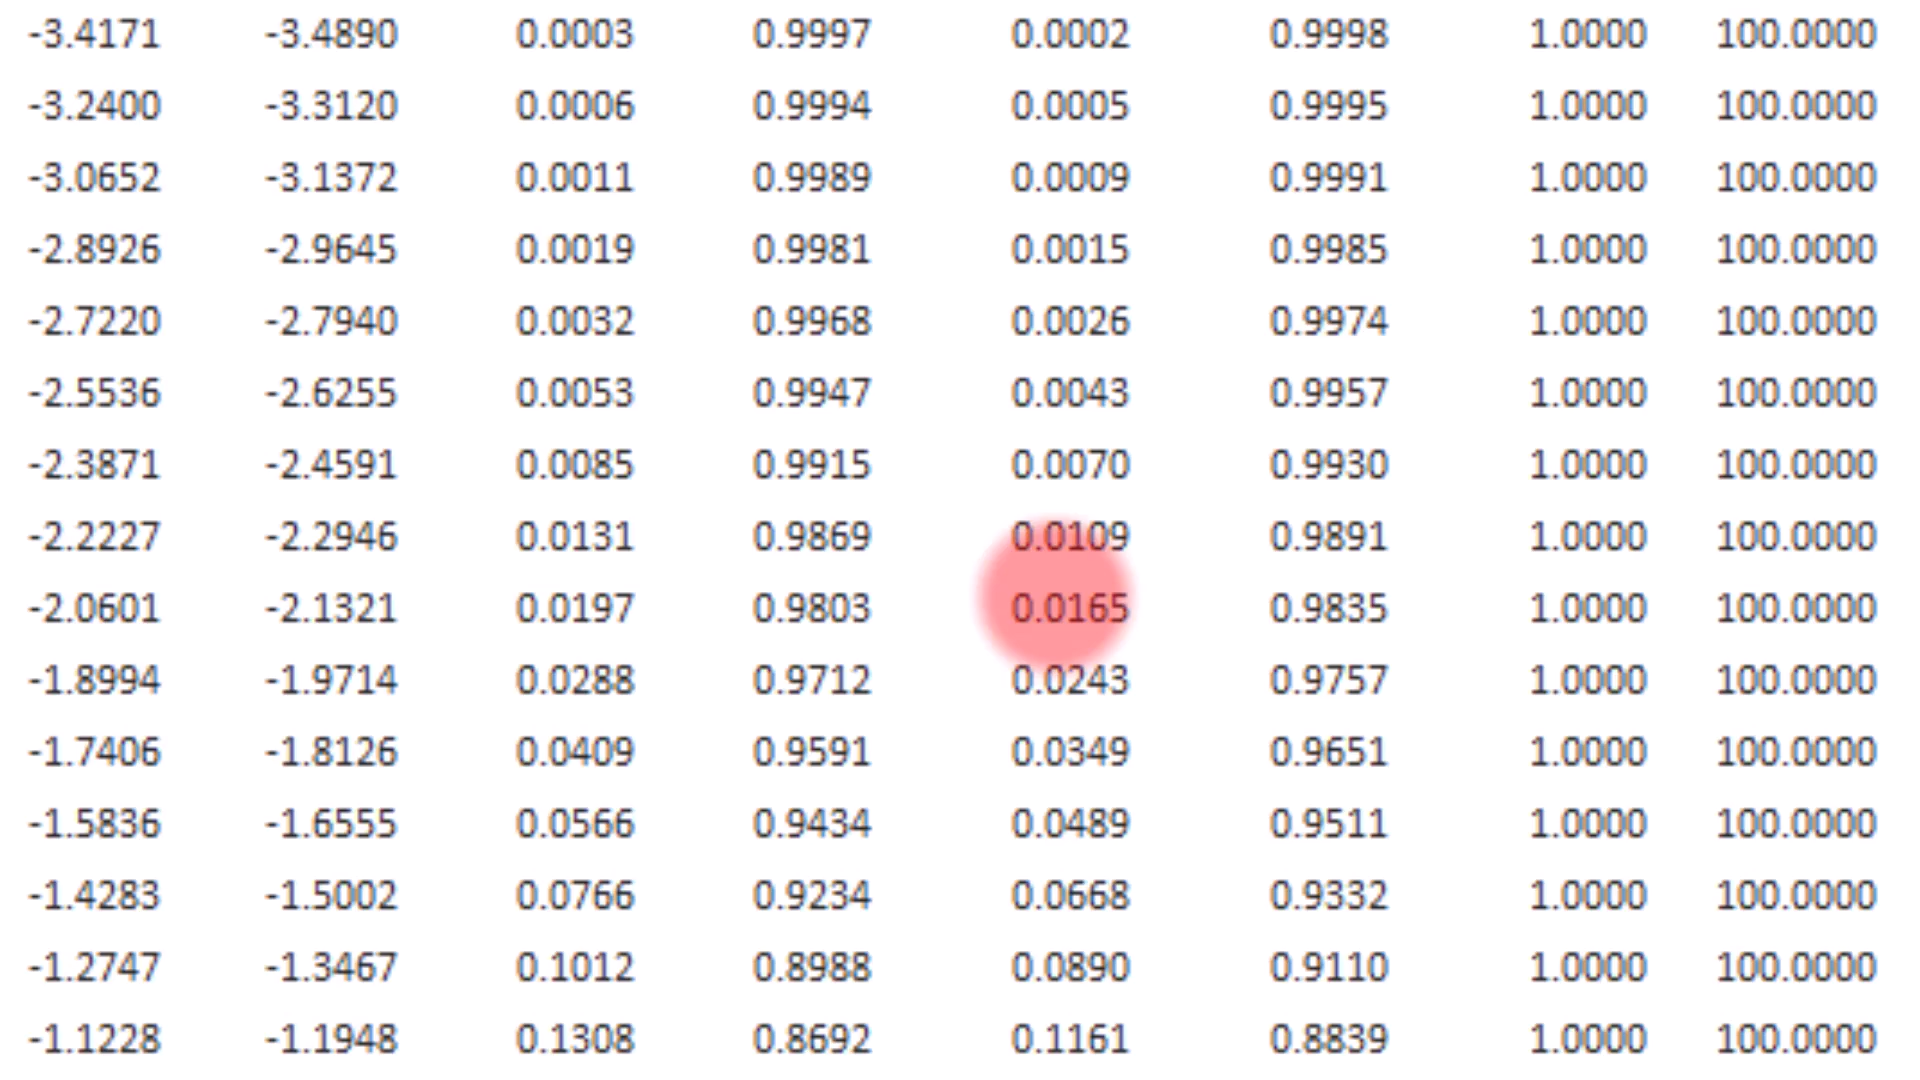 -3.4171 -3.4890 0.0003 0.9997 0.0002 0.9998 1.0000 100.0000
-3.2400 -3.3120 0.0006 0.9994 0.0005 0.9995 1.0000 100.0000
-3.0652 -3.1372 0.0011 0.9989 0.0009 0.9991 1.0000 100.0000
-2.8926 -2.9645 0.0019 0.9981 0.0015 0.9985 1.0000 100.0000
-2.7220 -2.7940 0.0032 0.9968 0.0026 0.9974 1.0000 100.0000
-2.5536 -2.6255 0.0053 0.9947 0.0043 0.9957 1.0000 100.0000
-2.3871 -2.4591 0.0085 0.9915 0.0070 0.9930 1.0000 100.0000
-2.2227 -2.2946 0.0131 0.9869 0.0109 0.9891 1.0000 100.0000
-2.0601 -2.1321 0.0197 0.9803 0.0165 0.9835 1.0000 100.0000
-1.8994 -1.9714 0.0288 0.9712 0.0243 0.9757 1.0000 100.0000
-1.7406 -1.8126 0.0409 0.9591 0.0349 0.9651 1.0000 100.0000
-1.5836 -1.6555 0.0566 0.9434 0.0489 0.9511 1.0000 100.0000
-1.4283 -1.5002 0.0766 0.9234 0.0668 0.9332 1.0000 100.0000
-1.2747 -1.3467 0.1012 0.8988 0.0890 0.9110 1.0000 100.0000
-1.1228 -1.1948 0.1308 0.8692 0.1161 0.8839 1.0000 100.0000